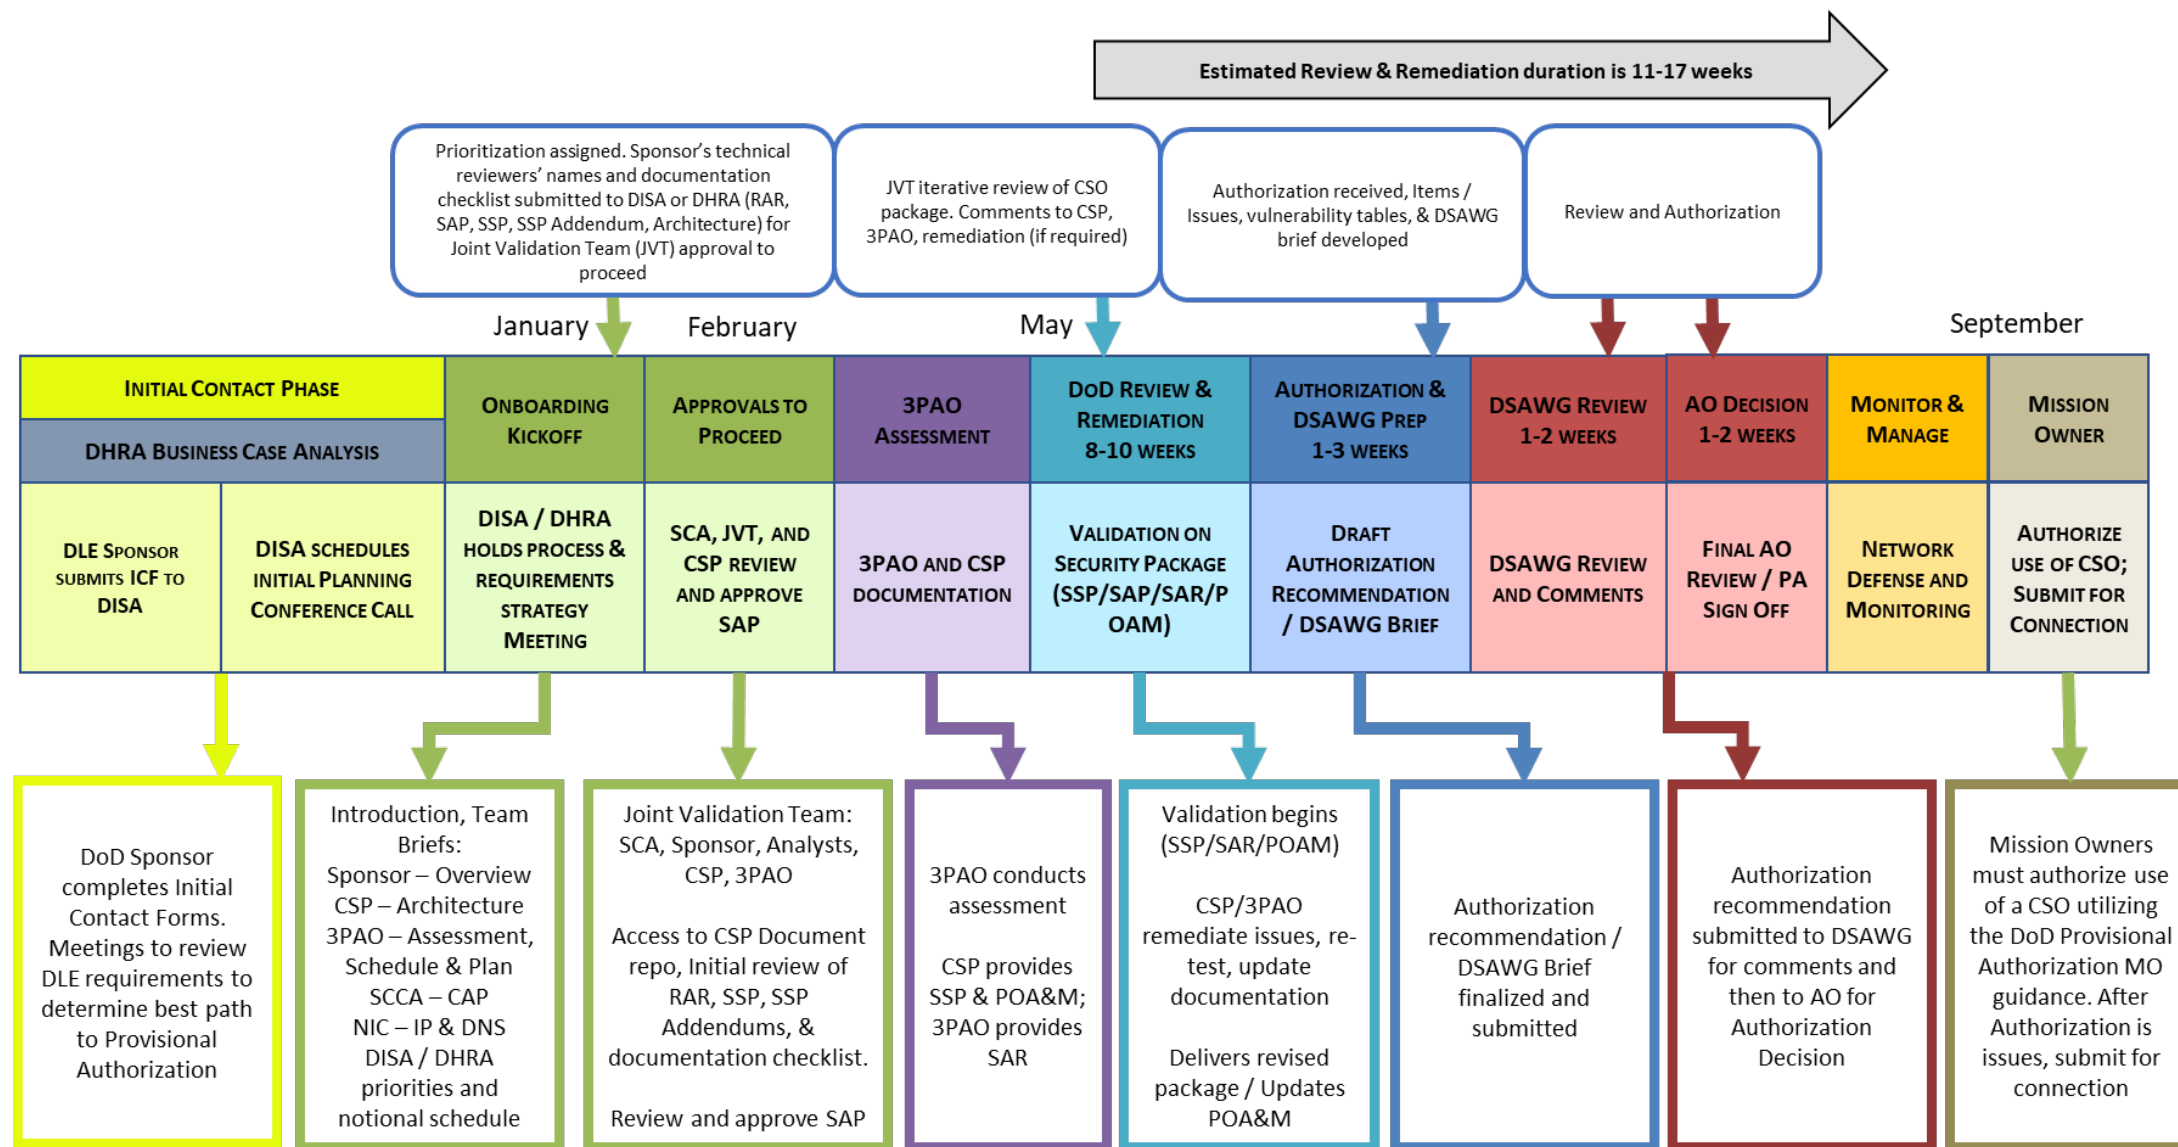 Estimated Review & Remediation duration is 11-17 weeks
Prioritization assigned. Sponsor's technical
reviewers' names and documentation
checklist submitted to DISA or DHRA (RAR,
SAP, SSP, SSP Addendum, Architecture) for
Joint Validation Team (JVT) approval to
proceed
JVT iterative review of CSO
package. Comments to CSP,
3PAO, remediation (if required)
Authorization received, Items /
Issues, vulnerability tables, & DSAWG
brief developed
Review and Authorization
January
February
May
September
INITIAL CONTACT PHASE
DHRA BUSINESS CASE ANALYSIS
ONBOARDING
KICKOFF
APPROVALS TO
PROCEED
3PAO
ASSESSMENT
DOD REVIEW &
REMEDIATION
8-10 WEEKS
AUTHORIZATION &
DSAWG PREP
1-3 WEEKS
DSAWG REVIEW
1-2 WEEKS
AO DECISION
1-2 WEEKS
MONITOR &
MANAGE
MISSION
OWNER
DLE SPONSOR
SUBMITS ICF TO
DISA
DISA SCHEDULES
INITIAL PLANNING
CONFERENCE CALL
DISA / DHRA
HOLDS PROCESS &
REQUIREMENTS
STRATEGY
MEETING
SCA, JVT, AND
CSP REVIEW
AND APPROVE
SAP
3PAO AND CSP
DOCUMENTATION
VALIDATION ON
SECURITY PACKAGE
(SSP/SAP/SAR/P
OAM)
DRAFT
AUTHORIZATION
RECOMMENDATION
/ DSAWG BRIEF
DSAWG REVIEW
AND COMMENTS
FINAL AO
REVIEW / PA
SIGN OFF
NETWORK
DEFENSE AND
MONITORING
AUTHORIZE
USE OF CSO;
SUBMIT FOR
CONNECTION
DoD Sponsor
completes Initial
Contact Forms.
Meetings to review
DLE requirements to
determine best path
to Provisional
Authorization
Introduction, Team
Briefs:
Sponsor – Overview
CSP – Architecture
3PAO – Assessment,
Schedule & Plan
SCCA – CAP
NIC – IP & DNS
DISA / DHRA
priorities and
notional schedule
Joint Validation Team:
SCA, Sponsor, Analysts,
CSP, 3PAO
Access to CSP Document
repo, Initial review of
RAR, SSP, SSP
Addendums, &
documentation checklist.
Review and approve SAP
3PAO conducts
assessment
CSP provides
SSP & POA&M;
3PAO provides
SAR
Validation begins
(SSP/SAR/POAM)
CSP/3PAO
remediate issues, re-
test, update
documentation
Delivers revised
package / Updates
POA&M
Authorization
recommendation /
DSAWG Brief
finalized and
submitted
Authorization
recommendation
submitted to DSAWG
for comments and
then to AO for
Authorization
Decision
Mission Owners
must authorize use
of a CSO utilizing
the DoD Provisional
Authorization MO
guidance. After
Authorization is
issues, submit for
connection